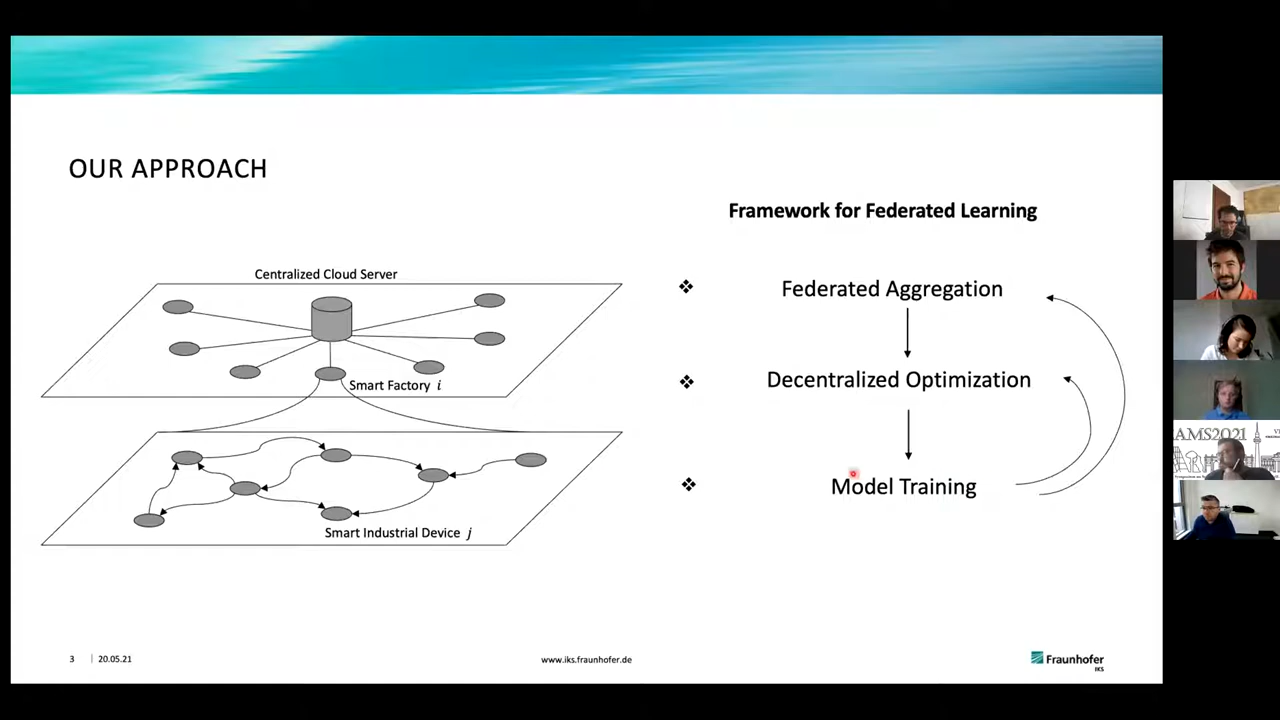 OUR APPROACH
Framework for Federated Learning
Centralized Cloud Server
Smart Factory i
Smart Industrial Device j
❖ Federated Aggregation
❖ Decentralized Optimization
❖ Model Training
AMS2021
3 | 20.05.21
www.iks.fraunhofer.de
Fraunhofer
IKS